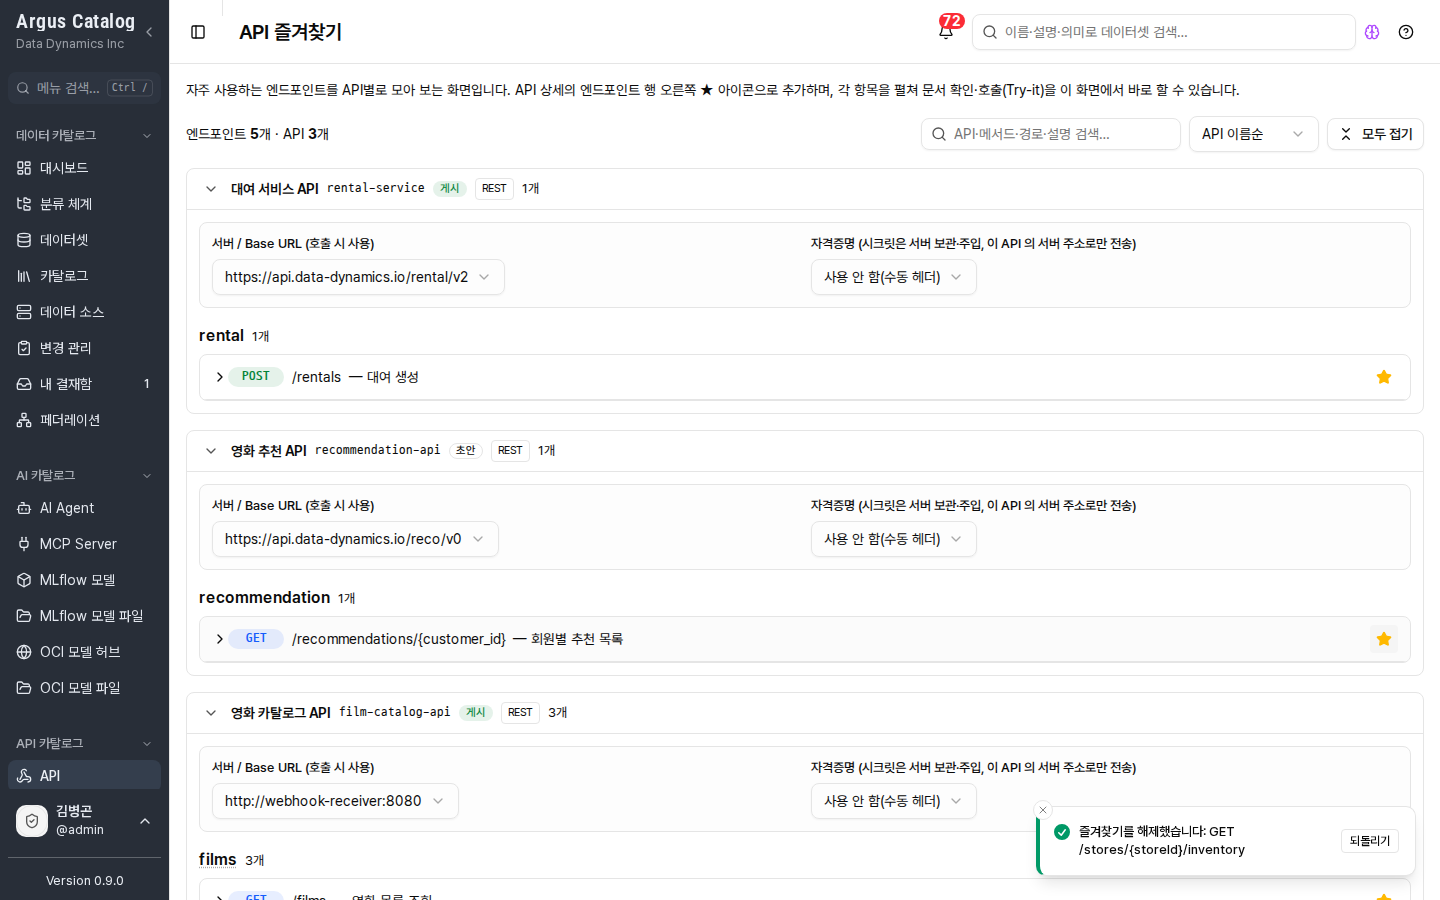 Argus Catalog
Data Dynamics Inc
메뉴 검색... Ctrl /
데이터 카탈로그
대시보드
분류 체계
데이터셋
카탈로그
데이터 소스
변경 관리
내 결재함 1
페더레이션
AI 카탈로그
AI Agent
MCP Server
MLflow 모델
MLflow 모델 파일
OCI 모델 허브
OCI 모델 파일
API 카탈로그
API
김병곤
@admin
Version 0.9.0
API 즐겨찾기
72
이름·설명·의미로 데이터셋 검색...
자주 사용하는 엔드포인트를 API별로 모아 보는 화면입니다. API 상세의 엔드포인트 행 오른쪽 ★ 아이콘으로 추가하며, 각 항목을 펼쳐 문서 확인·호출(Try-it)을 이 화면에서 바로 할 수 있습니다.
엔드포인트 5개 · API 3개
API·메서드·경로·설명 검색...
API 이름순
모두 접기
대여 서비스 API rental-service 게시 REST 1개
서버 / Base URL (호출 시 사용)
자격증명 (시크릿은 서버 보관·주입, 이 API 의 서버 주소로만 전송)
https://api.data-dynamics.io/rental/v2
사용 안 함(수동 헤더)
rental 1개
POST /rentals — 대여 생성
영화 추천 API recommendation-api 초안 REST 1개
서버 / Base URL (호출 시 사용)
자격증명 (시크릿은 서버 보관·주입, 이 API 의 서버 주소로만 전송)
https://api.data-dynamics.io/reco/v0
사용 안 함(수동 헤더)
recommendation 1개
GET /recommendations/{customer_id} — 회원별 추천 목록
영화 카탈로그 API film-catalog-api 게시 REST 3개
서버 / Base URL (호출 시 사용)
자격증명 (시크릿은 서버 보관·주입, 이 API 의 서버 주소로만 전송)
http://webhook-receiver:8080
사용 안 함(수동 헤더)
films 3개
GET /films — 영화 목록 조회
즐겨찾기를 해제했습니다: GET
/stores/{storeId}/inventory
되돌리기